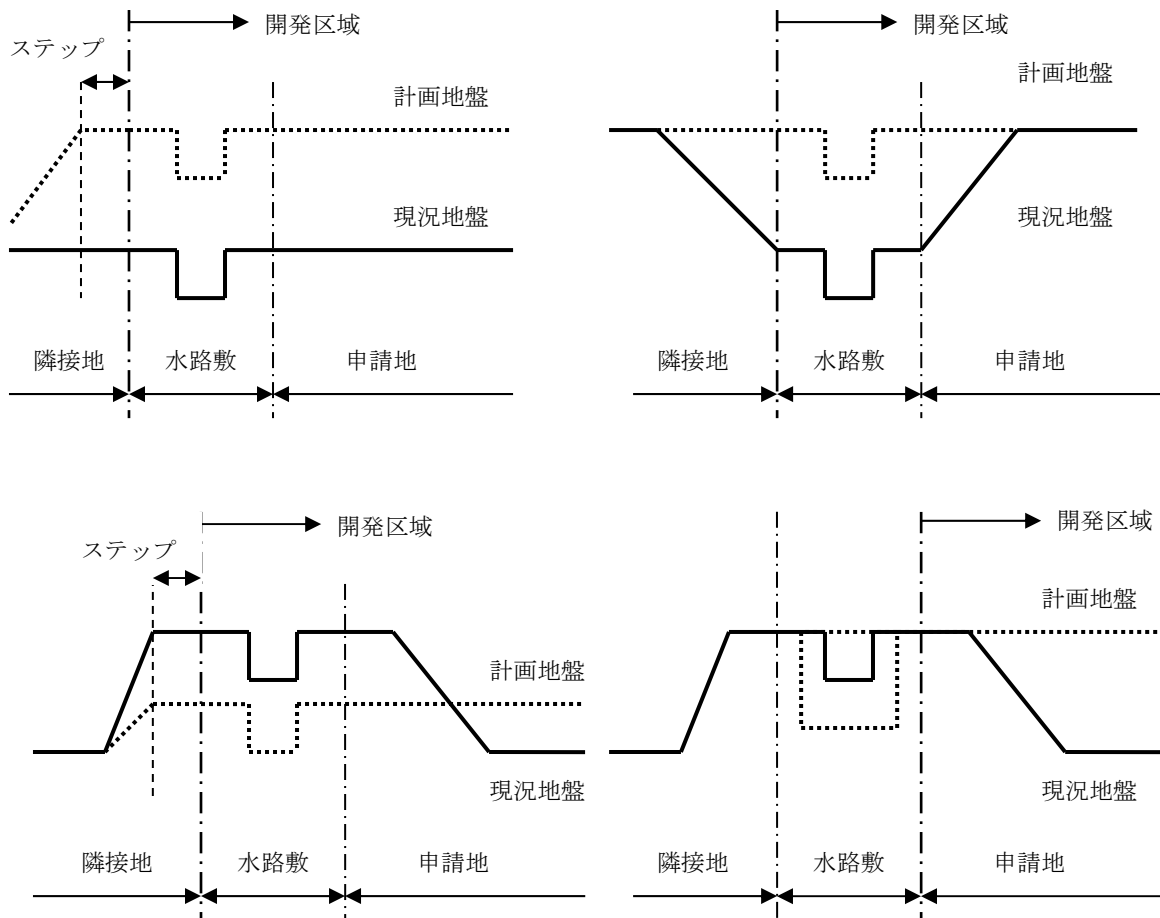 開発区域
ステップ
計画地盤
現況地盤
隣接地
水路敷
申請地
開発区域
計画地盤
現況地盤
隣接地
水路敷
申請地
開発区域
ステップ
計画地盤
現況地盤
隣接地
水路敷
申請地
開発区域
計画地盤
現況地盤
隣接地
水路敷
申請地